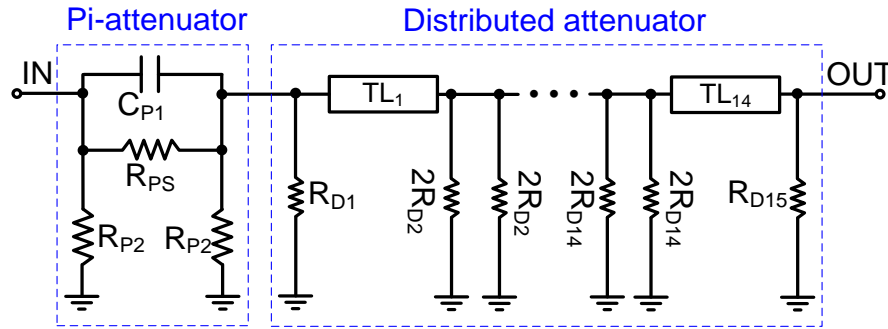 Pi-attenuator
Distributed attenuator
IN
OUT
CP1
TL1
TL14
RPS
RP2
RP2
RD1
2RD2
2RD2
2RD14
2RD14
RD15